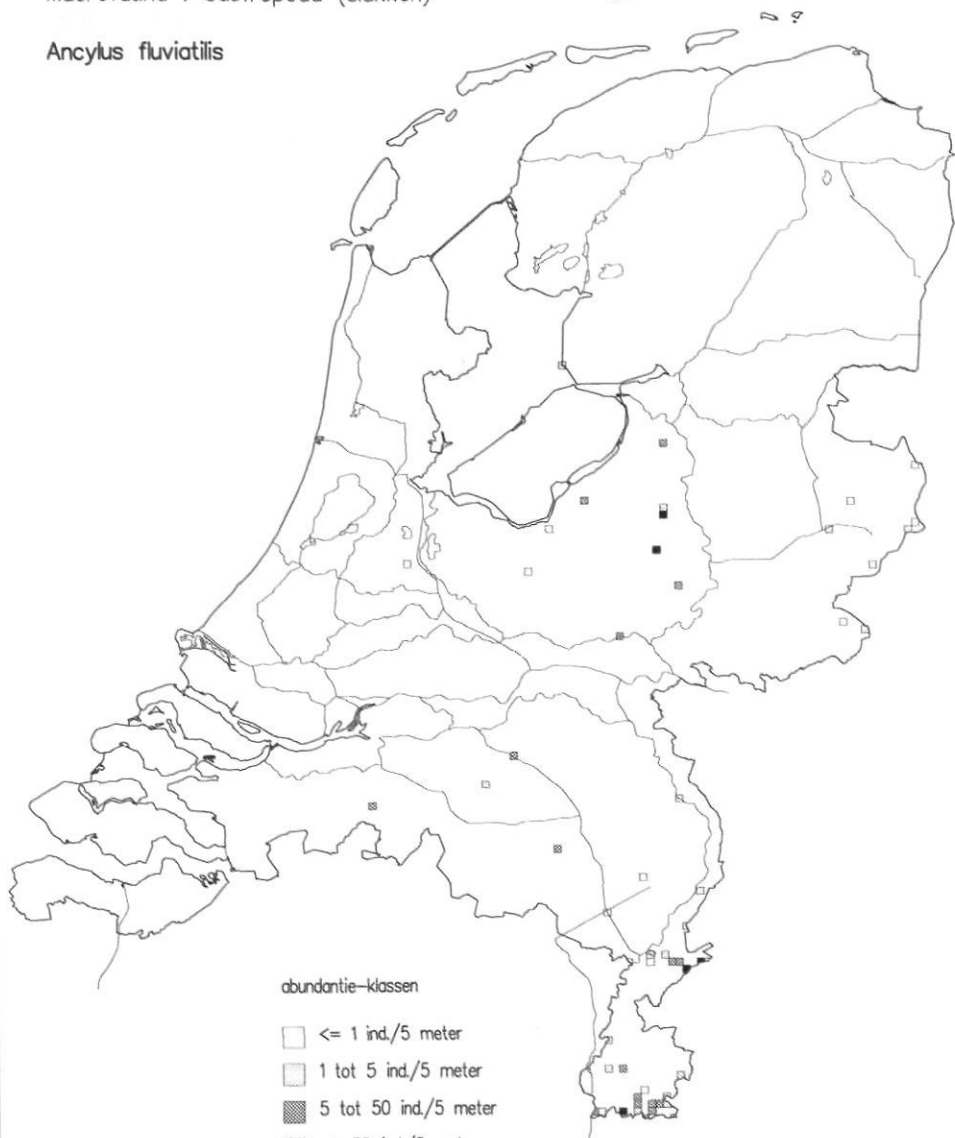 Ancylus fluviatilis
abundantie-klassen
<= 1 ind./5 meter
1 tot 5 ind./5 meter
5 tot 50 ind./5 meter